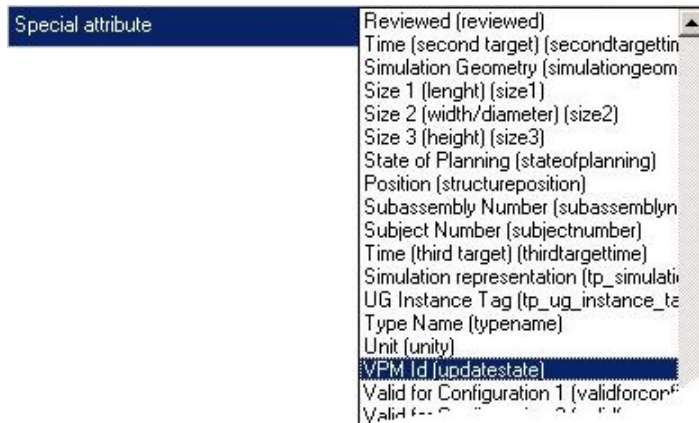 Special attribute
Reviewed (reviewed)
Time (second target) (secondtargettin
Simulation Geometry (simulationgeom
Size 1 (lenght) (size1)
Size 2 (width/diameter) (size2)
Size 3 (height) (size3)
State of Planning (stateofplanning)
Position (structureposition)
Subassembly Number (subassemblyn
Subject Number (subjectnumber)
Time (third target) (thirdtargettime)
Simulation representation (tp_simulati
UG Instance Tag (tp_ug_instance_ta
Type Name (typename)
Unit (unity)
VPM Id (updatestate)
Valid for Configuration 1 (validforconfi
Valid for